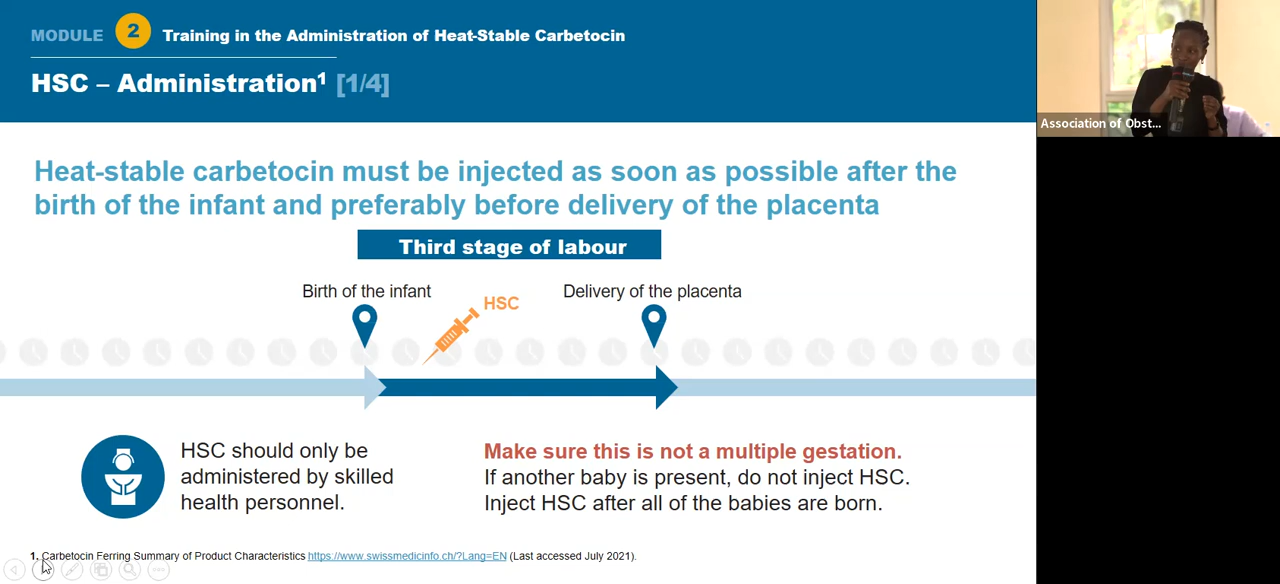 MODULE 2 Training in the Administration of Heat-Stable Carbetocin
HSC – Administration¹ [1/4]
Association of Obst...
Heat-stable carbetocin must be injected as soon as possible after the
birth of the infant and preferably before delivery of the placenta
Third stage of labour
Birth of the infant
HSC
Delivery of the placenta
HSC should only be
administered by skilled
health personnel.
Make sure this is not a multiple gestation.
If another baby is present, do not inject HSC.
Inject HSC after all of the babies are born.
1. Carbetocin Ferring Summary of Product Characteristics https://www.swissmedicinfo.ch/?Lang=EN (Last accessed July 2021).